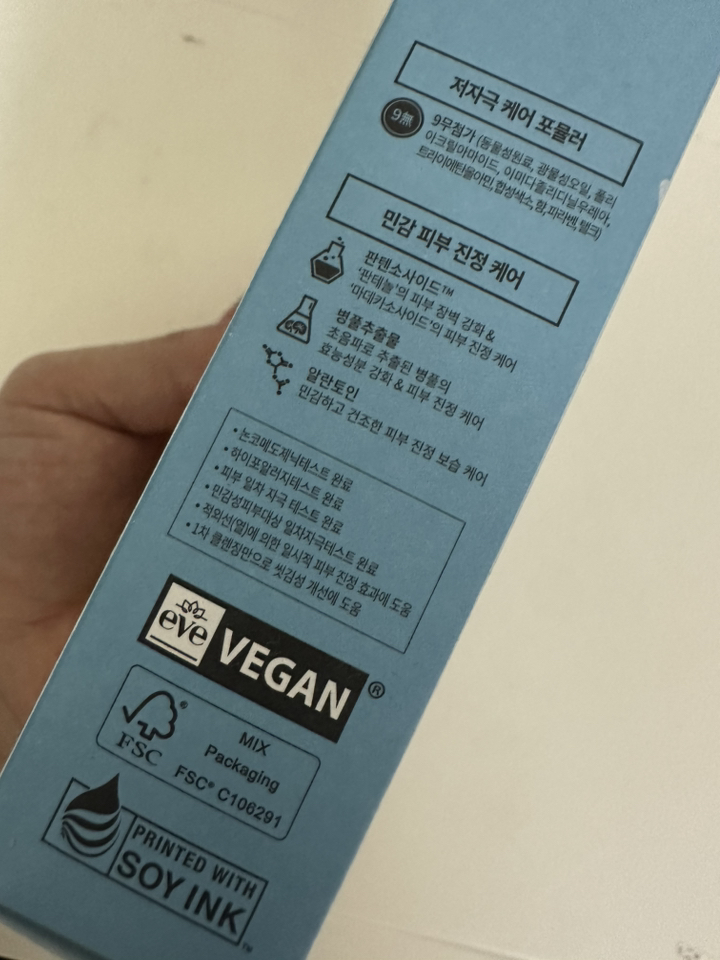 저자극 케어 포뮬러
9無
9무첨가 (동물성원료, 광물성오일, 폴리
아크릴아마이드, 이미다졸리디닐우레아,
트라이에탄올아민,합성색소,향,파라벤,탤크)
민감 피부 진정 케어
판텐소사이드™
'판테놀'의 피부 장벽 강화 &
'마데카소사이드'의 피부 진정 케어
병풀추출물
초음파로 추출된 병풀의
효능성분 강화 & 피부 진정 케어
알란토인
민감하고 건조한 피부 진정 보습 케어
• 논코메도제닉테스트 완료
• 하이포알러지테스트 완료
• 피부 일차 자극 테스트 완료
• 민감성피부대상 일차자극테스트 완료
• 적외선(열)에 의한 일시적 피부 진정 효과에 도움
• 1차 클렌징만으로 씻김성 개선에 도움
eve VEGAN ®
FSC
MIX
Packaging
FSC® C106291
PRINTED WITH
SOY INK™